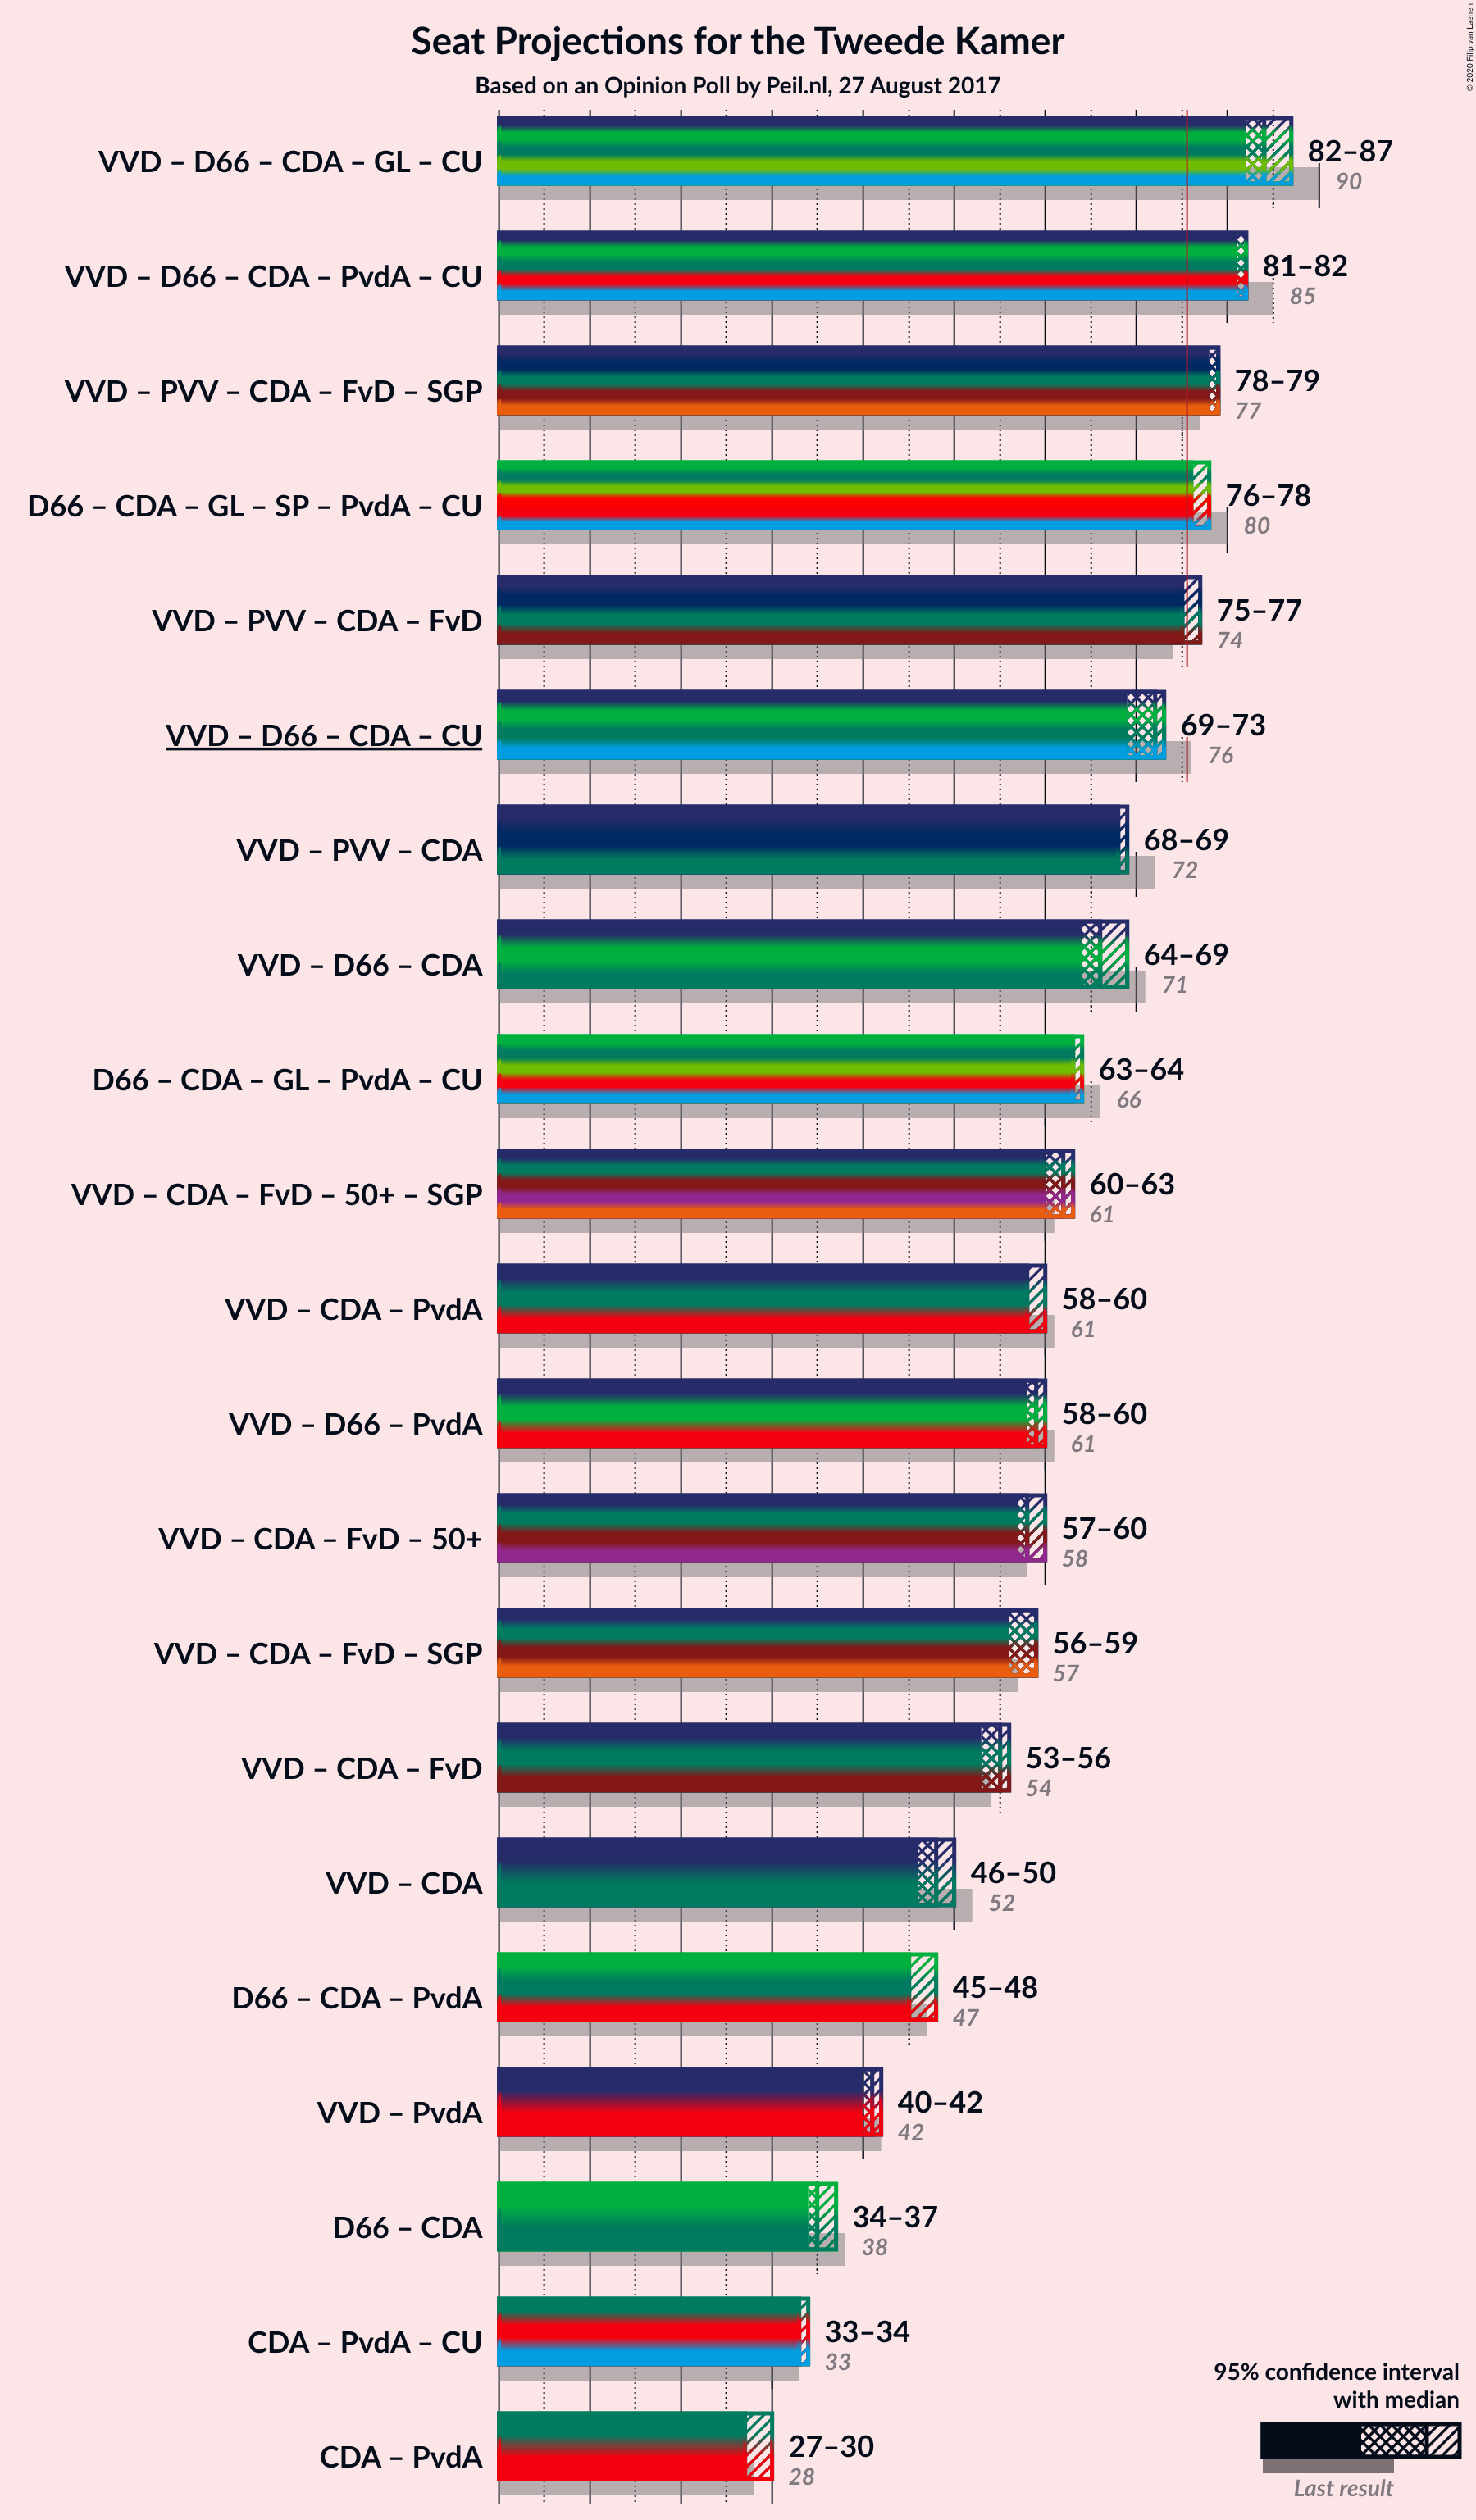 Seat Projections for the Tweede Kamer
Based on an Opinion Poll by Peil.nl, 27 August 2017
© 2020 Filip van Laenen
VVD – D66 – CDA – GL – CU
82–87
90
VVD – D66 – CDA – PvdA – CU
81–82
85
VVD – PVV – CDA – FvD – SGP
78–79
77
D66 – CDA – GL – SP – PvdA – CU
76–78
80
VVD – PVV – CDA – FvD
75–77
74
VVD – D66 – CDA – CU
69–73
76
VVD – PVV – CDA
68–69
72
VVD – D66 – CDA
64–69
71
D66 – CDA – GL – PvdA – CU
63–64
66
VVD – CDA – FvD – 50+ – SGP
60–63
61
VVD – CDA – PvdA
58–60
61
VVD – D66 – PvdA
58–60
61
VVD – CDA – FvD – 50+
57–60
58
VVD – CDA – FvD – SGP
56–59
57
VVD – CDA – FvD
53–56
54
VVD – CDA
46–50
52
D66 – CDA – PvdA
45–48
47
VVD – PvdA
40–42
42
D66 – CDA
34–37
38
CDA – PvdA – CU
33–34
33
CDA – PvdA
27–30
28
95% confidence interval
with median
Last result